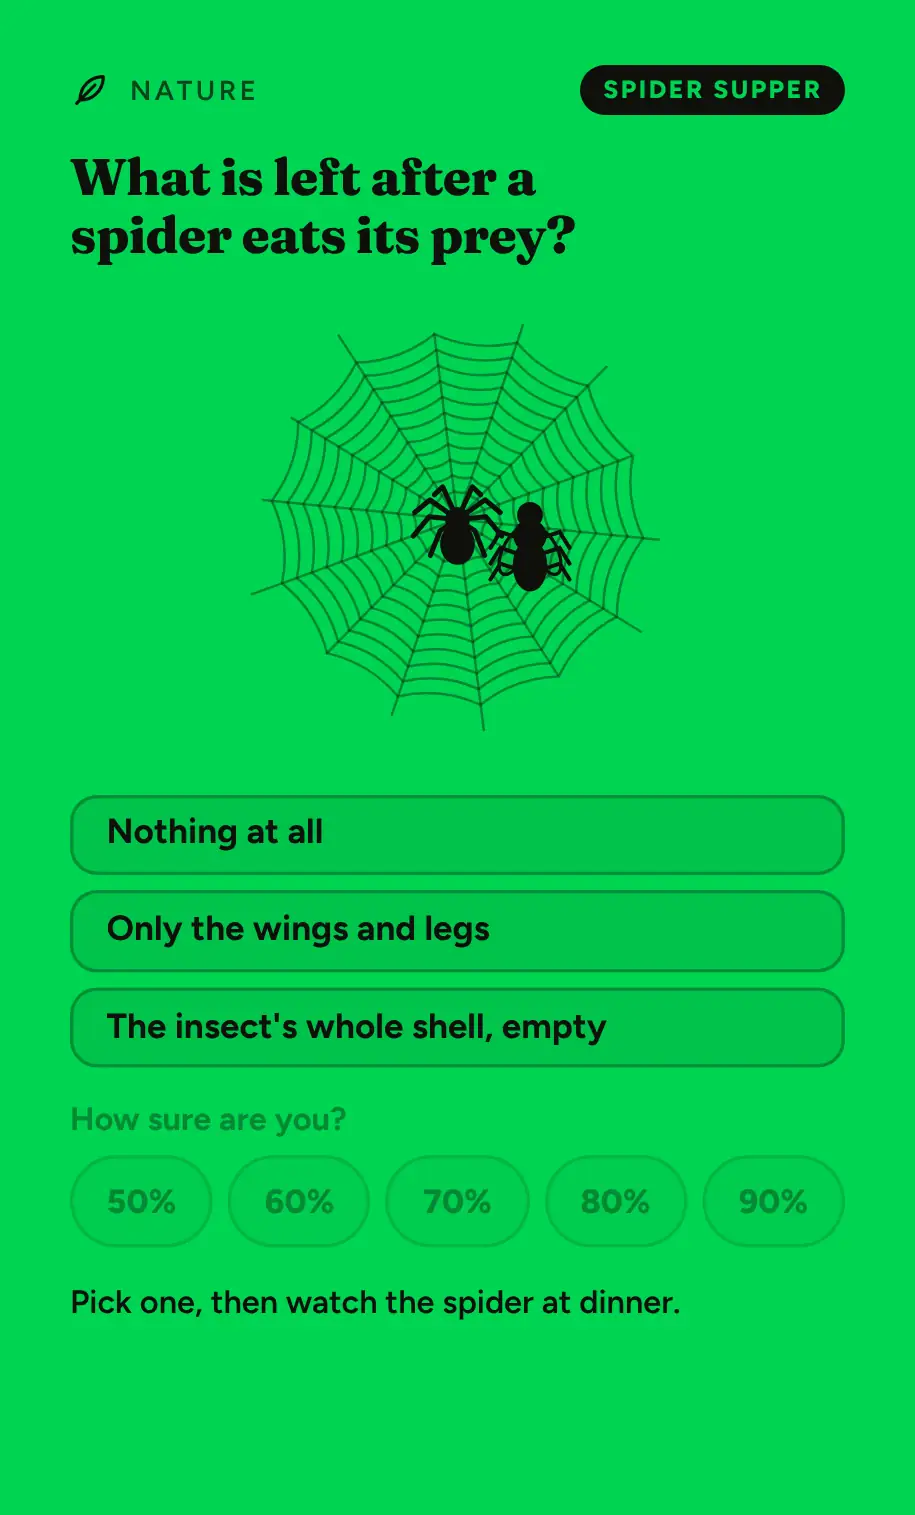 NATURE
SPIDER SUPPER
What is left after a
spider eats its prey?
Nothing at all
Only the wings and legs
The insect's whole shell, empty
How sure are you?
50%
60%
70%
80%
90%
Pick one, then watch the spider at dinner.